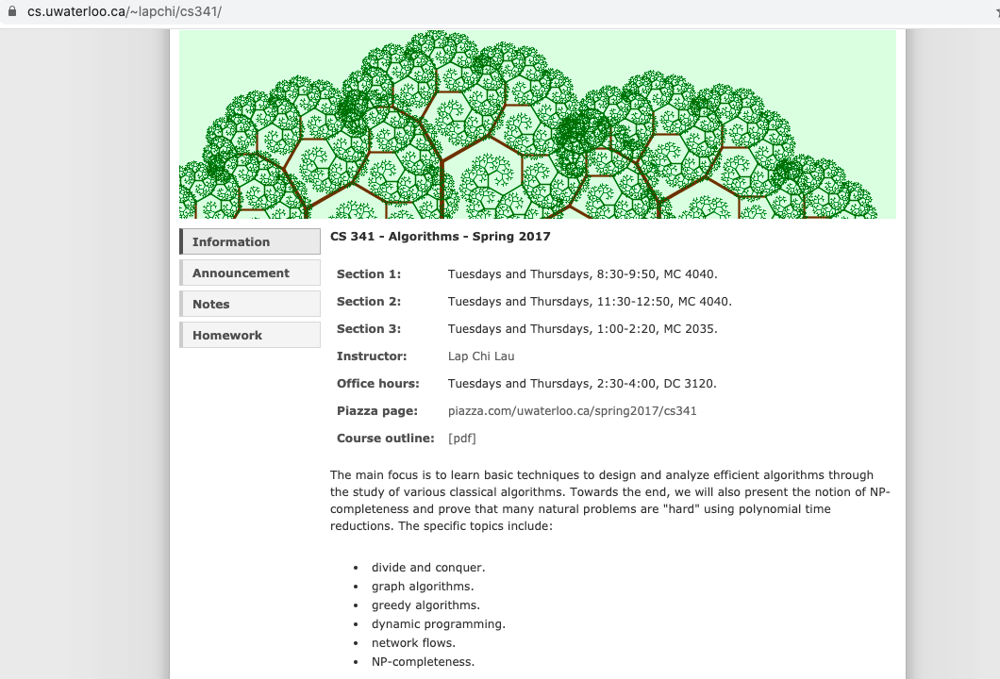 cs.uwaterloo.ca/~lapchi/cs341/
Information
Announcement
Notes
Homework
CS 341 - Algorithms - Spring 2017
Section 1: Tuesdays and Thursdays, 8:30-9:50, MC 4040.
Section 2: Tuesdays and Thursdays, 11:30-12:50, MC 4040.
Section 3: Tuesdays and Thursdays, 1:00-2:20, MC 2035.
Instructor: Lap Chi Lau
Office hours: Tuesdays and Thursdays, 2:30-4:00, DC 3120.
Piazza page: piazza.com/uwaterloo.ca/spring2017/cs341
Course outline: [pdf]
The main focus is to learn basic techniques to design and analyze efficient algorithms through
the study of various classical algorithms. Towards the end, we will also present the notion of NP-
completeness and prove that many natural problems are "hard" using polynomial time
reductions. The specific topics include:
• divide and conquer.
• graph algorithms.
• greedy algorithms.
• dynamic programming.
• network flows.
• NP-completeness.